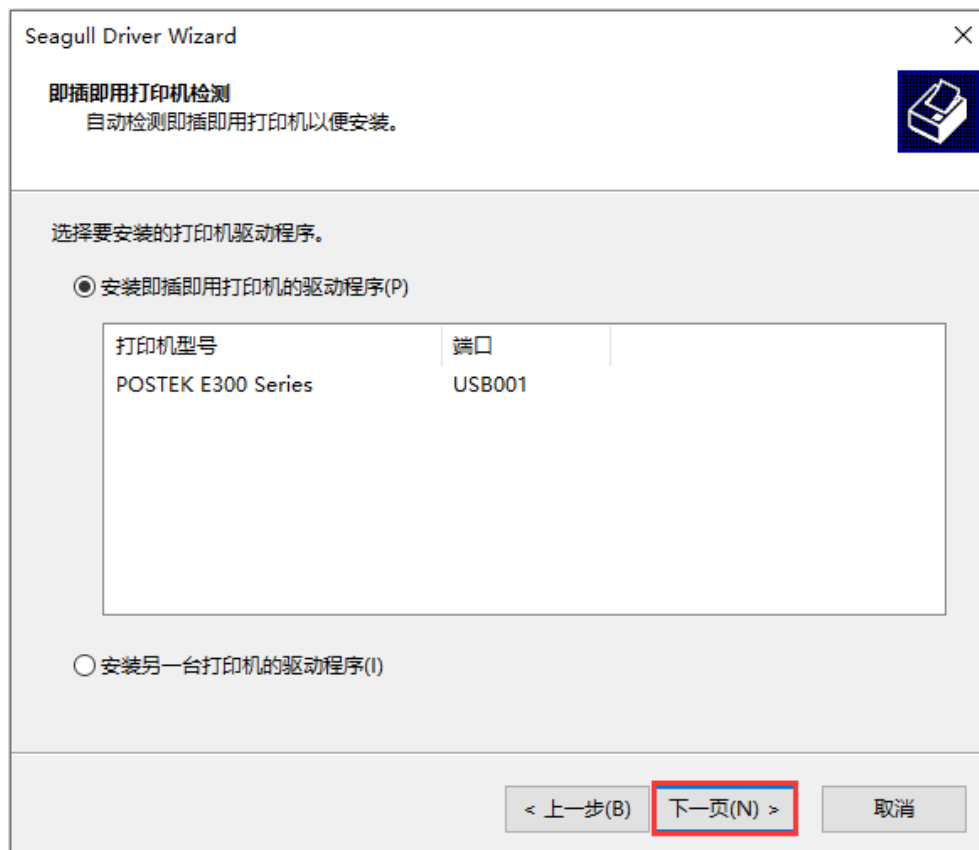 Seagull Driver Wizard
即插即用打印机检测
自动检测即插即用打印机以便安装。
选择要安装的打印机驱动程序。
安装即插即用打印机的驱动程序(P)
打印机型号 端口
POSTEK E300 Series USB001
安装另一台打印机的驱动程序(I)
< 上一步(B) 下一页(N) > 取消